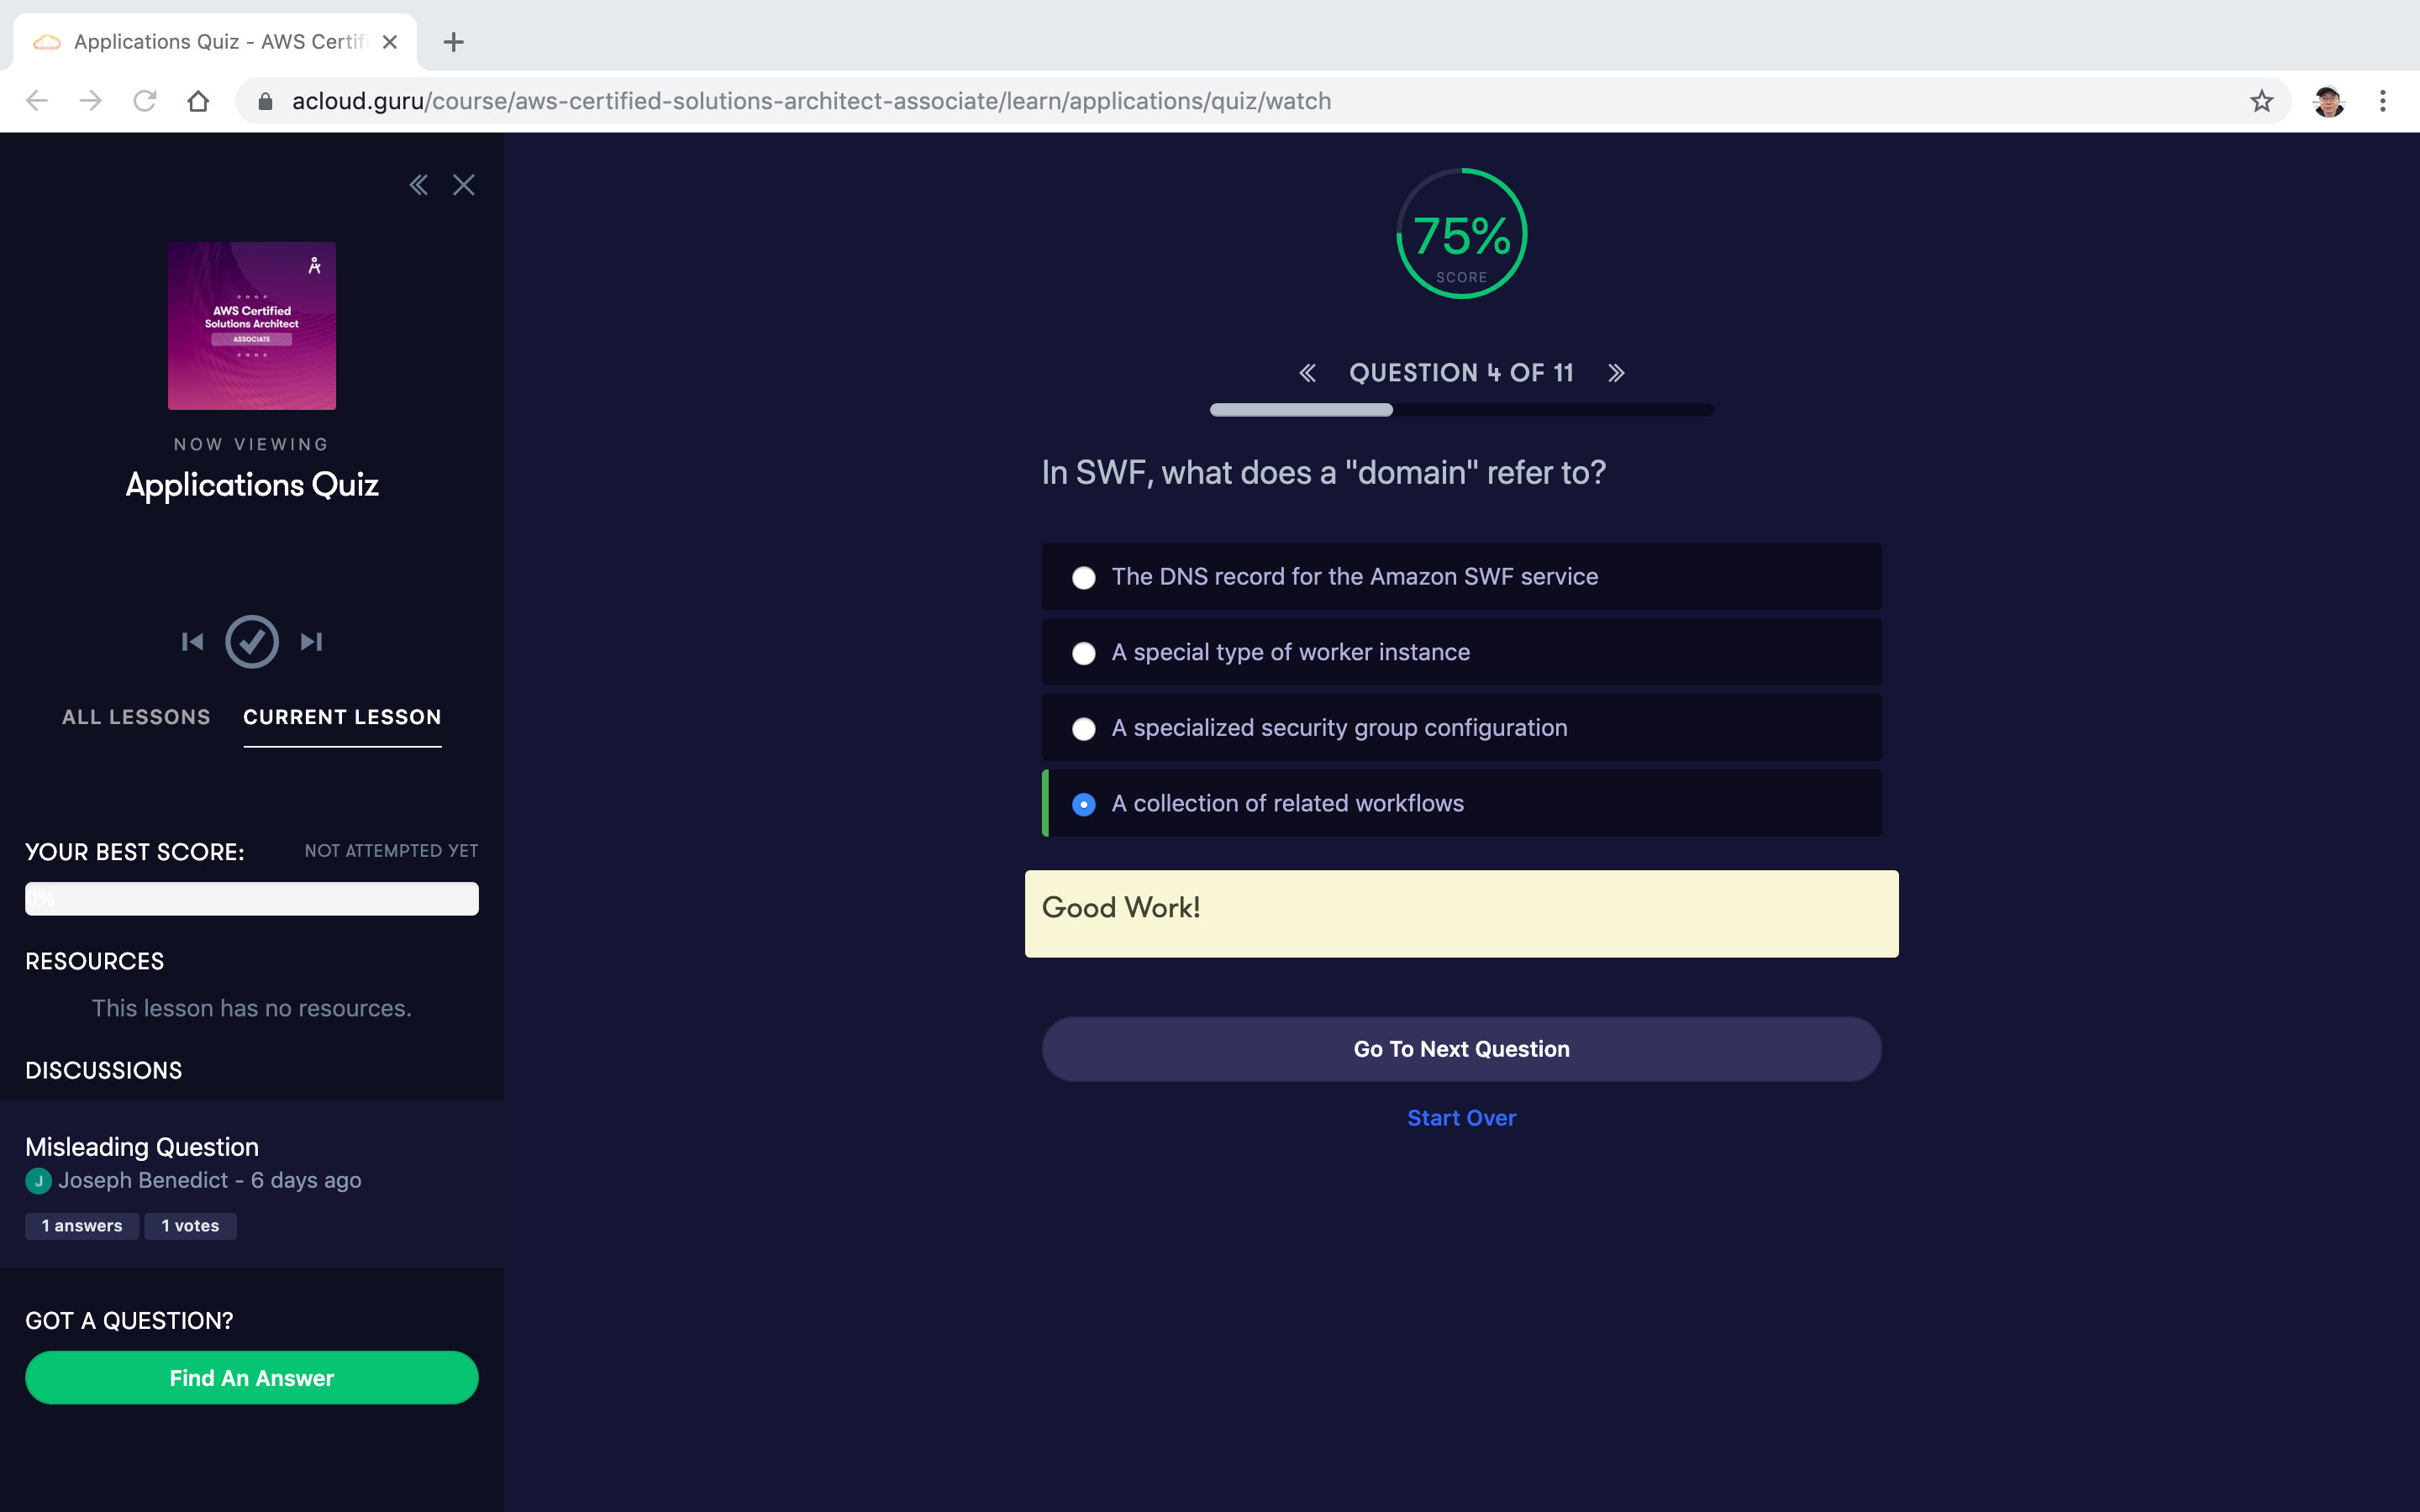 Applications Quiz - AWS Certif
acloud.guru/course/aws-certified-solutions-architect-associate/learn/applications/quiz/watch
AWS Certified
Solutions Architect
ASSOCIATE
NOW VIEWING
Applications Quiz
ALL LESSONS
CURRENT LESSON
YOUR BEST SCORE:
NOT ATTEMPTED YET
0%
RESOURCES
This lesson has no resources.
DISCUSSIONS
Misleading Question
J Joseph Benedict - 6 days ago
1 answers
1 votes
GOT A QUESTION?
Find An Answer
75%
SCORE
QUESTION 4 OF 11
In SWF, what does a "domain" refer to?
The DNS record for the Amazon SWF service
A special type of worker instance
A specialized security group configuration
A collection of related workflows
Good Work!
Go To Next Question
Start Over